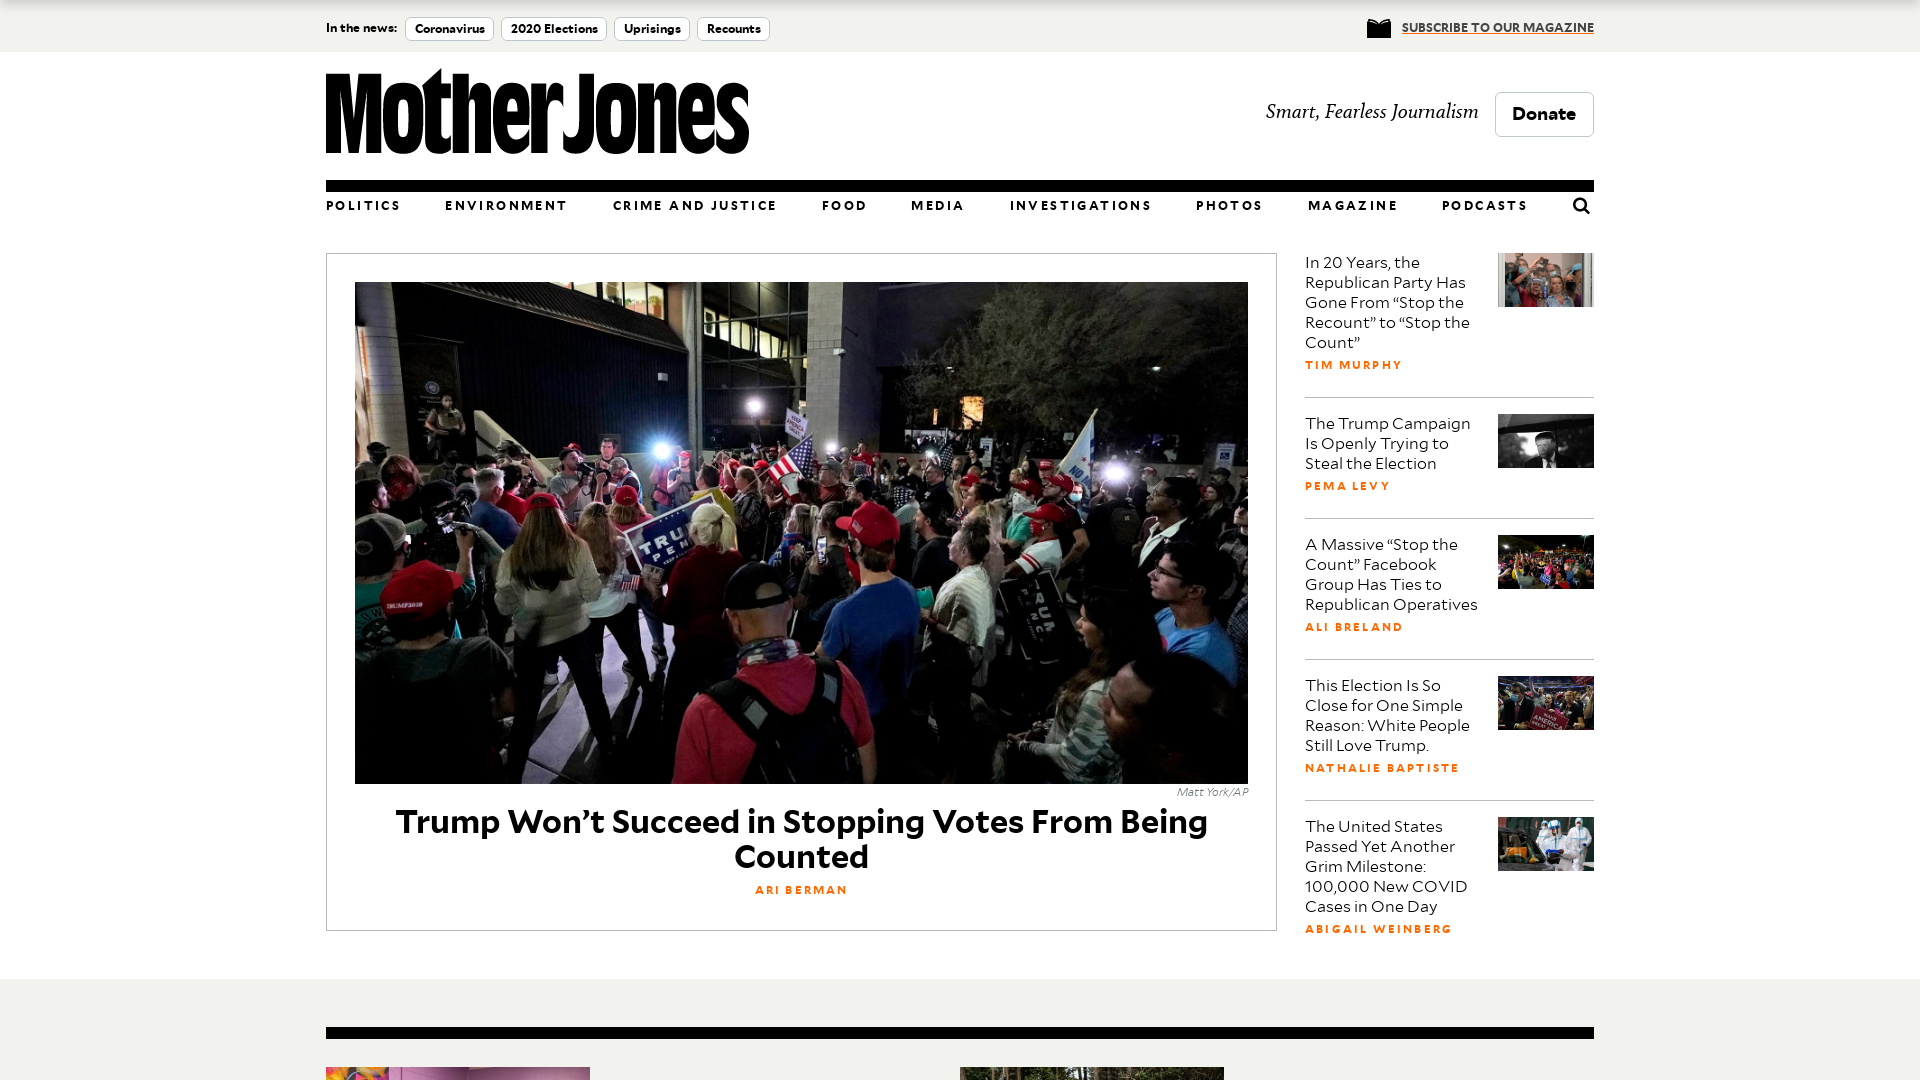 In the news: Coronavirus 2020 Elections Uprisings Recounts
SUBSCRIBE TO OUR MAGAZINE
Mother Jones
Smart, Fearless Journalism
Donate
POLITICS ENVIRONMENT CRIME AND JUSTICE FOOD MEDIA INVESTIGATIONS PHOTOS MAGAZINE PODCASTS
TRUMP2020
TRUMP
PENCE
Matt York/AP
Trump Won’t Succeed in Stopping Votes From Being
Counted
ARI BERMAN
In 20 Years, the
Republican Party Has
Gone From “Stop the
Recount” to “Stop the
Count”
TIM MURPHY
The Trump Campaign
Is Openly Trying to
Steal the Election
PEMA LEVY
A Massive “Stop the
Count” Facebook
Group Has Ties to
Republican Operatives
ALI BRELAND
This Election Is So
Close for One Simple
Reason: White People
Still Love Trump.
NATHALIE BAPTISTE
The United States
Passed Yet Another
Grim Milestone:
100,000 New COVID
Cases in One Day
ABIGAIL WEINBERG